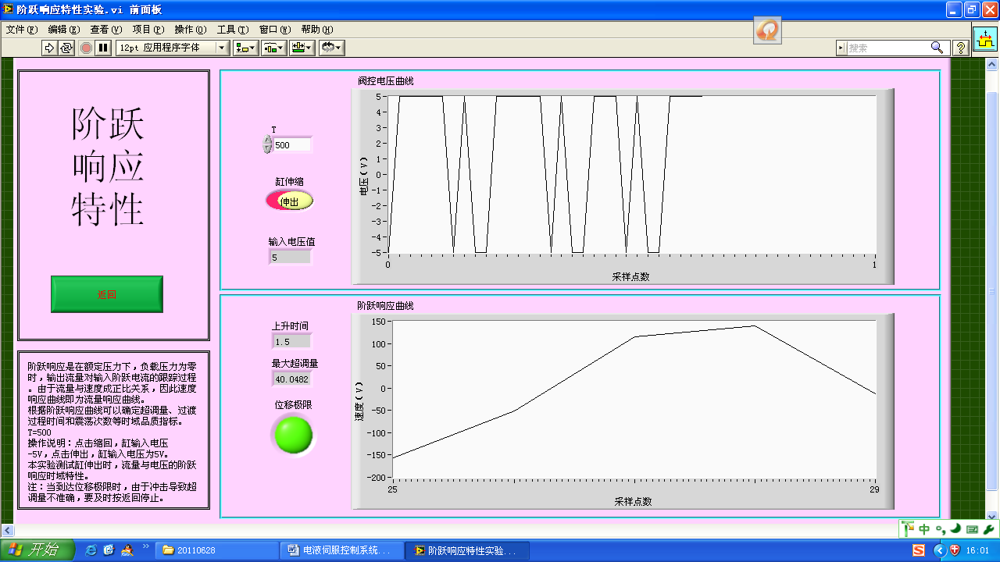 阶跃响应特性实验.vi 前面板
文件(F) 编辑(E) 查看(V) 项目(P) 操作(O) 工具(T) 窗口(W) 帮助(H)
12pt 应用程序字体
搜索
阶跃
响应
特性
返回
阶跃响应是在额定压力下，负载压力为零
时，输出流量对输入阶跃电流的跟踪过程
。由于流量与速度成正比关系，因此速度
响应曲线即为流量响应曲线。
根据阶跃响应曲线可以确定超调量、过渡
过程时间和震荡次数等时域品质指标。
T=500
操作说明：点击缩回，缸输入电压
-5V，点击伸出，缸输入电压为5V。
本实验测试缸伸出时，流量与电压的阶跃
响应时域特性。
注：当到达位移极限时，由于冲击导致超
调量不准确，要及时按返回停止。
T
500
缸伸缩
伸出
输入电压值
5
阀控电压曲线
电压(V)
5
4
3
2
1
0
-1
-2
-3
-4
-5
0
1
采样点数
上升时间
1.5
最大超调量
40.0482
位移极限
阶跃响应曲线
速度(V)
150
100
50
0
-50
-100
-150
-200
25
29
采样点数
中
开始
20110628
电液伺服控制系统...
阶跃响应特性实验...
16:01